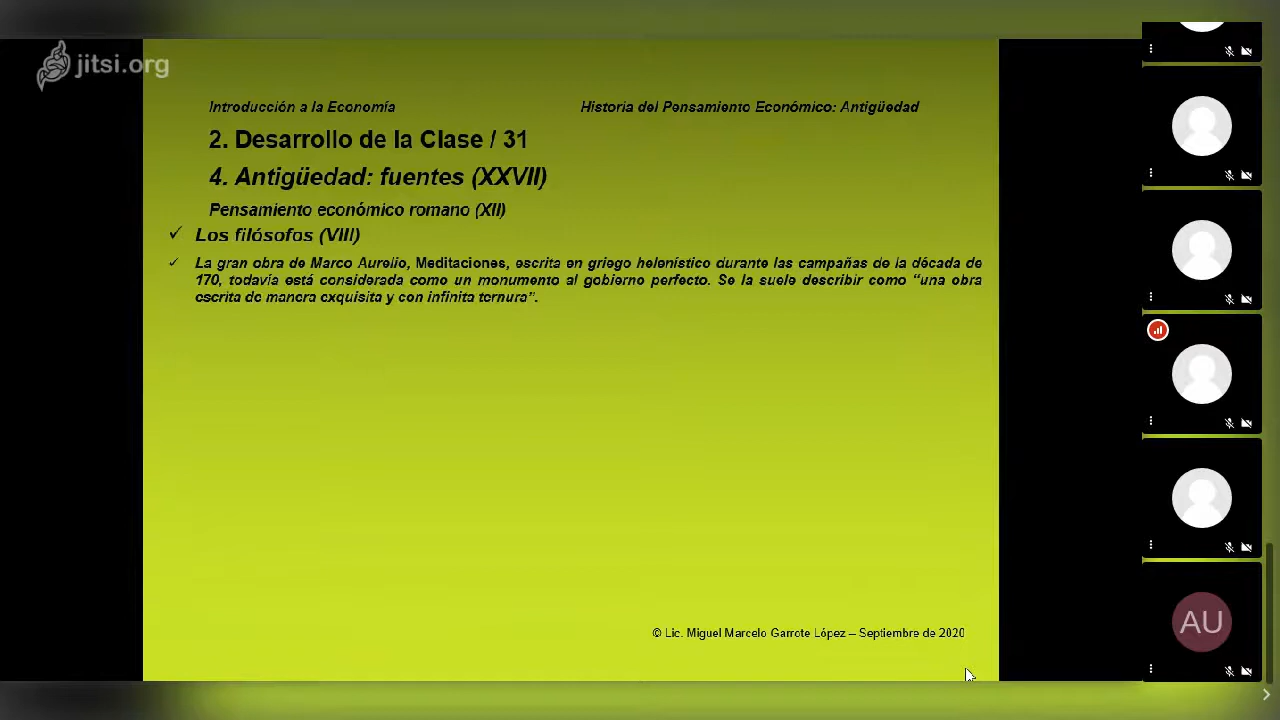 jitsi.org
Introducción a la Economía
Historia del Pensamiento Económico: Antigüedad
2. Desarrollo de la Clase / 31
4. Antigüedad: fuentes (XXVII)
Pensamiento económico romano (XII)
Los filósofos (VIII)
La gran obra de Marco Aurelio, Meditaciones, escrita en griego helenístico durante las campañas de la década de
170, todavía está considerada como un monumento al gobierno perfecto. Se la suele describir como “una obra
escrita de manera exquisita y con infinita ternura”.
© Lic. Miguel Marcelo Garrote López – Septiembre de 2020
AU